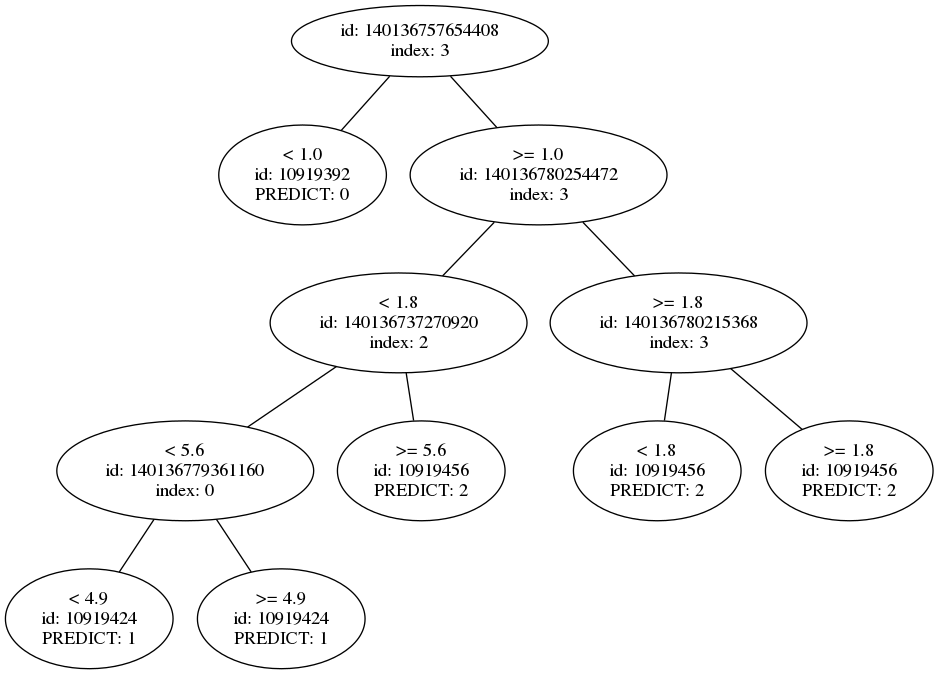 id: 140136757654408
index: 3
< 1.0
id: 10919392
PREDICT: 0
>= 1.0
id: 140136780254472
index: 3
< 1.8
id: 140136737270920
index: 2
>= 1.8
id: 140136780215368
index: 3
< 5.6
id: 140136779361160
index: 0
>= 5.6
id: 10919456
PREDICT: 2
< 1.8
id: 10919456
PREDICT: 2
>= 1.8
id: 10919456
PREDICT: 2
< 4.9
id: 10919424
PREDICT: 1
>= 4.9
id: 10919424
PREDICT: 1